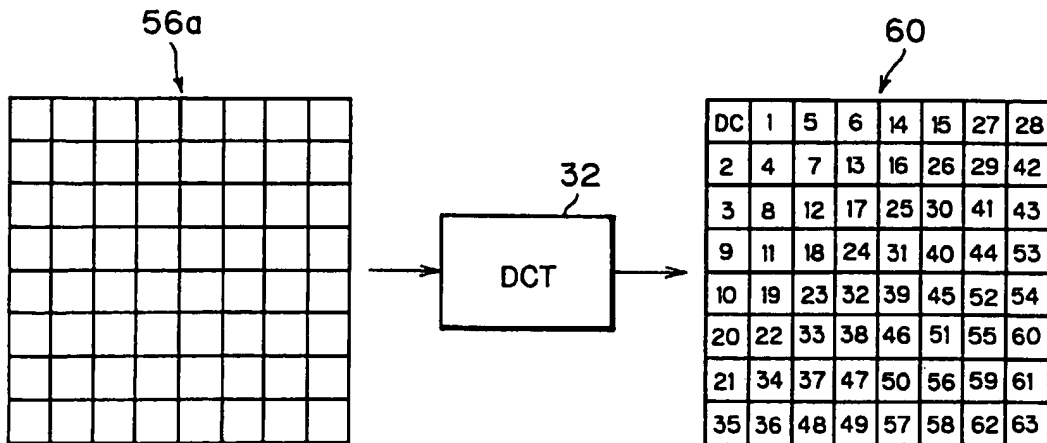 56a
60
32
DCT
DC 1 5 6 14 15 27 28
2 4 7 13 16 26 29 42
3 8 12 17 25 30 41 43
9 11 18 24 31 40 44 53
10 19 23 32 39 45 52 54
20 22 33 38 46 51 55 60
21 34 37 47 50 56 59 61
35 36 48 49 57 58 62 63